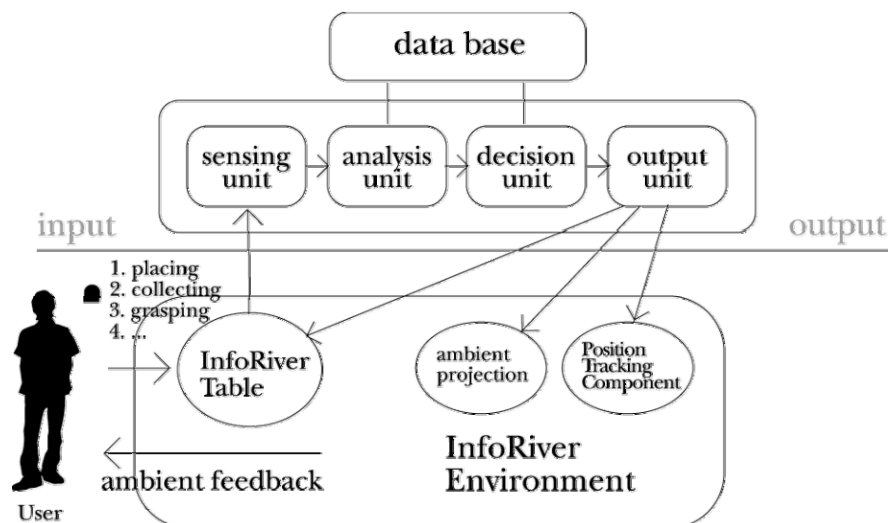 data base
sensing
unit
analysis
unit
decision
unit
output
unit
input
output
1. placing
2. collecting
3. grasping
4. ...
InfoRiver
Table
ambient
projection
Position
Tracking
Component
InfoRiver
Environment
ambient feedback
User